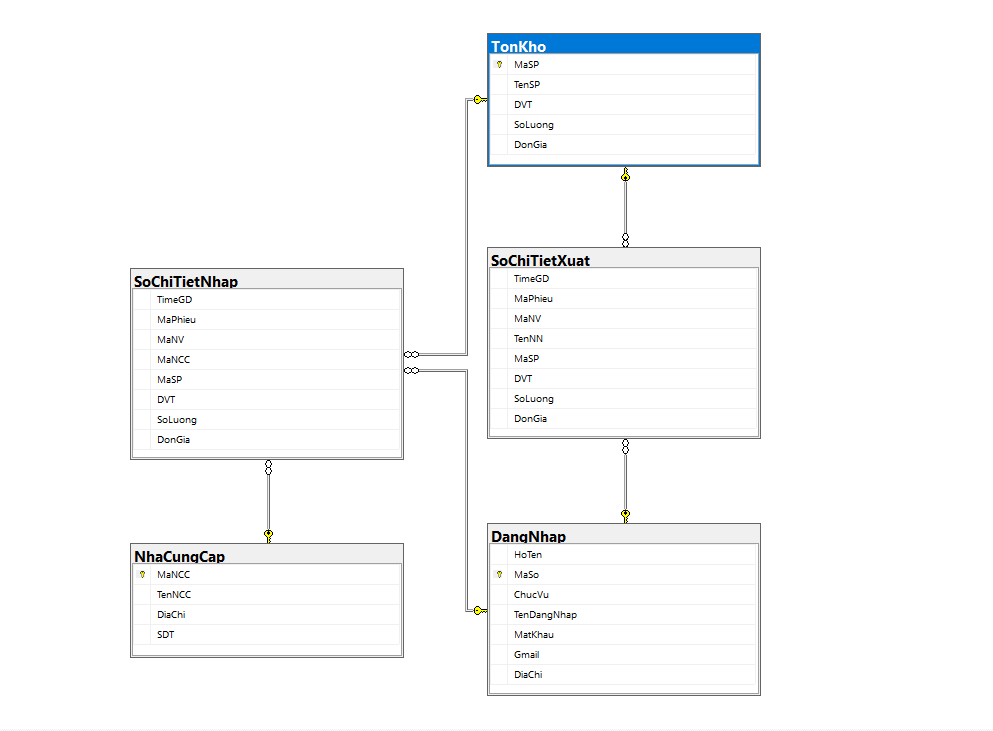 TonKho
MaSP
TenSP
DVT
SoLuong
DonGia
SoChiTietNhap
TimeGD
MaPhieu
MaNV
MaNCC
MaSP
DVT
SoLuong
DonGia
SoChiTietXuat
TimeGD
MaPhieu
MaNV
TenNN
MaSP
DVT
SoLuong
DonGia
NhaCungCap
MaNCC
TenNCC
DiaChi
SDT
DangNhap
HoTen
MaSo
ChucVu
TenDangNhap
MatKhau
Gmail
DiaChi